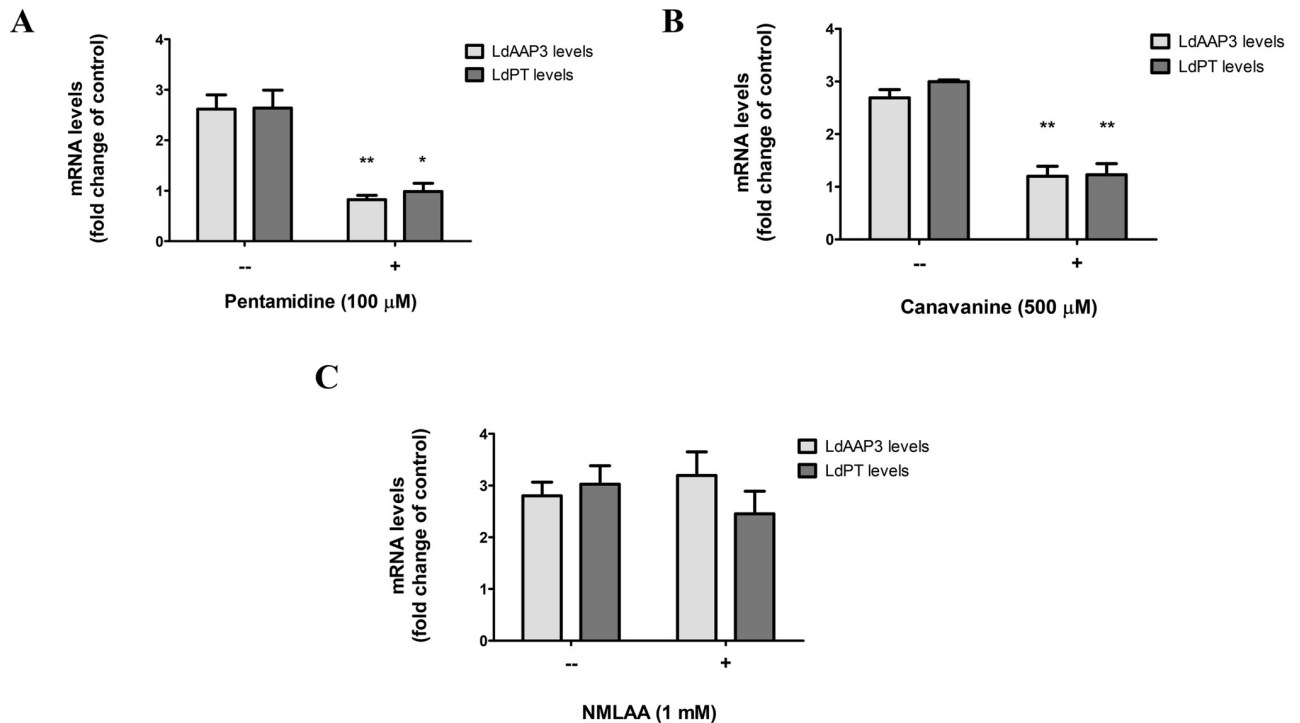 A
mRNA levels
(fold change of control)
4
3
2
1
0
** *
-- +
Pentamidine (100 μM)
LdAAP3 levels
LdPT levels
B
mRNA levels
(fold change of control)
4
3
2
1
0
** **
-- +
Canavanine (500 μM)
LdAAP3 levels
LdPT levels
C
mRNA levels
(fold change of control)
4
3
2
1
0
-- +
NMLAA (1 mM)
LdAAP3 levels
LdPT levels